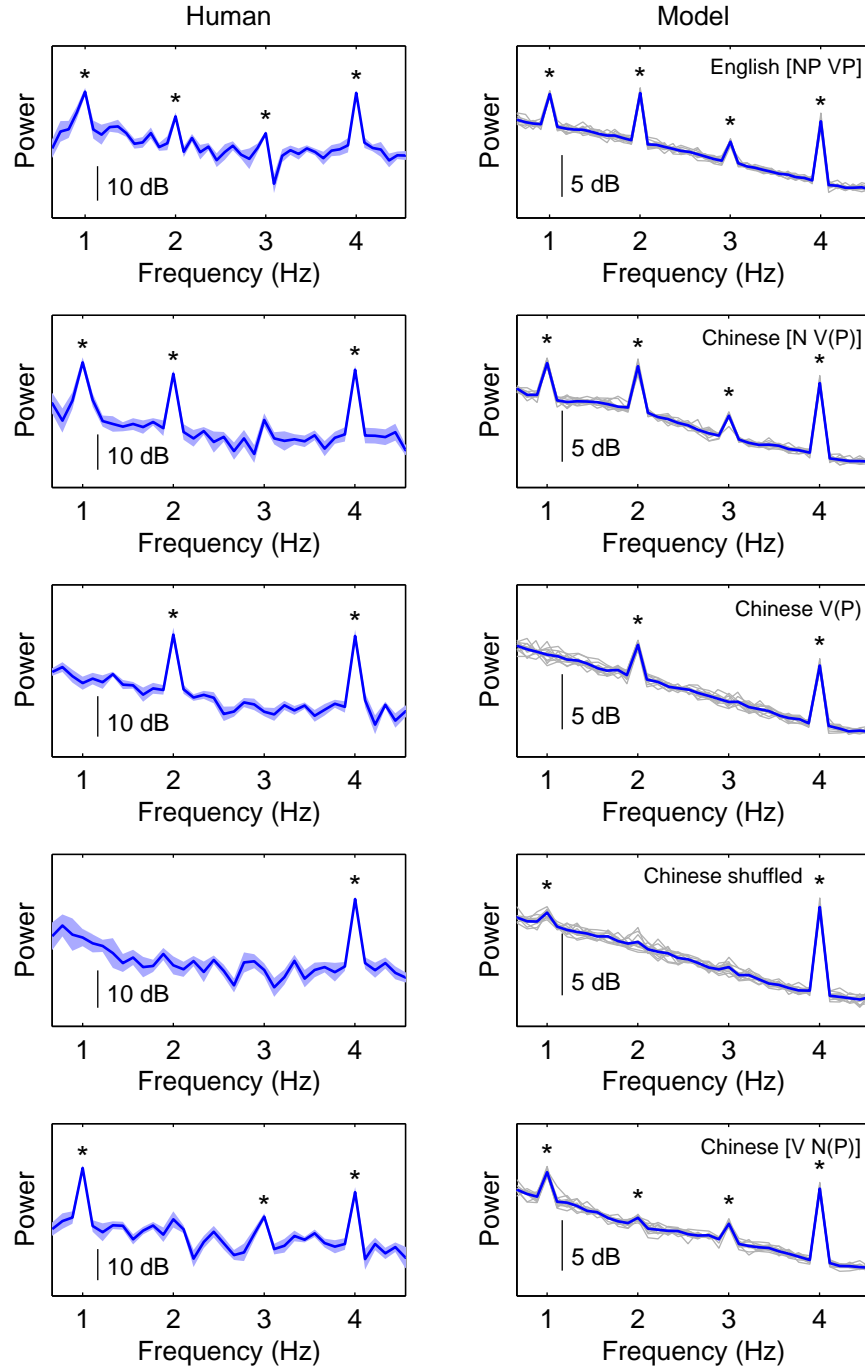 Human
Model
*
*
*
*
Power
10 dB
1
2
3
4
Frequency (Hz)
English [NP VP]
*
*
*
*
Power
5 dB
1
2
3
4
Frequency (Hz)
*
*
*
Power
10 dB
1
2
3
4
Frequency (Hz)
Chinese [N V(P)]
*
*
*
*
Power
5 dB
1
2
3
4
Frequency (Hz)
*
*
Power
10 dB
1
2
3
4
Frequency (Hz)
Chinese V(P)
*
*
Power
5 dB
1
2
3
4
Frequency (Hz)
*
Power
10 dB
1
2
3
4
Frequency (Hz)
Chinese shuffled
*
*
Power
5 dB
1
2
3
4
Frequency (Hz)
*
*
*
Power
10 dB
1
2
3
4
Frequency (Hz)
Chinese [V N(P)]
*
*
*
*
Power
5 dB
1
2
3
4
Frequency (Hz)